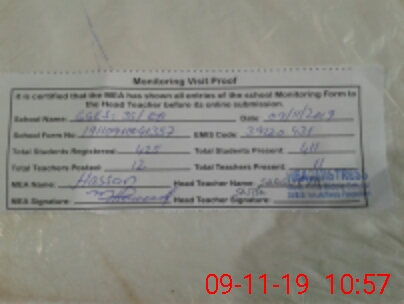 Monitoring Visit Proof
It is certified that the MEA has shown all entries of the school Monitoring Form to
the Head Teacher before its online submission.
School Name: Date: 09/11/2019
School Form No EMIS Code: 39120431
Total Students Registered: 425 Total Students Present: 411
Total Teachers Posted: 12 Total Teachers Present: 11
MEA Name: Hassan Head Teacher Name:
MEA Signature: Head Teacher Signature:
09-11-19 10:57